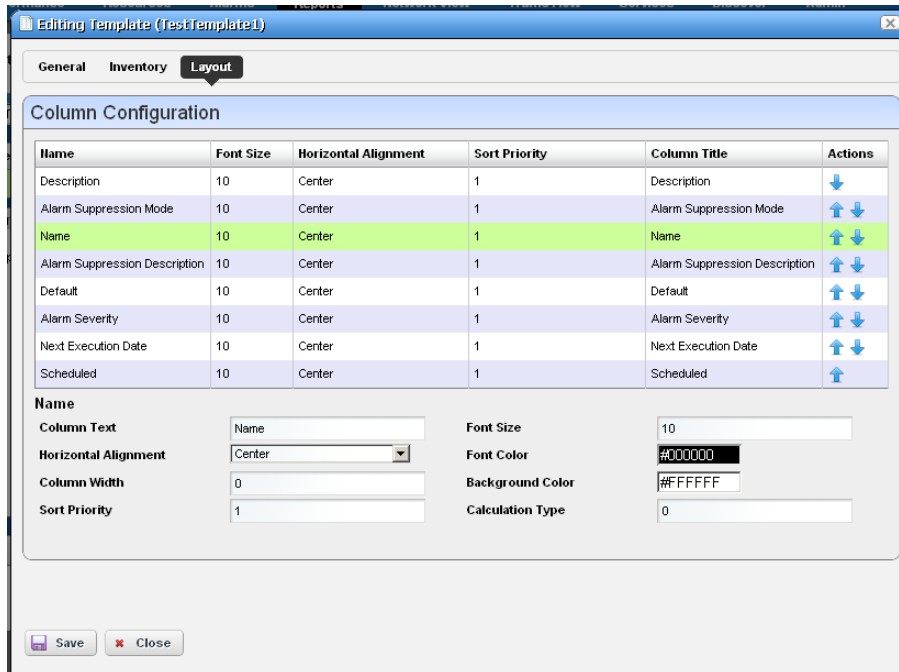 Reports
Editing Template (TestTemplate1)
General Inventory Layout
Column Configuration
Name Font Size Horizontal Alignment Sort Priority Column Title Actions
Description 10 Center 1 Description
Alarm Suppression Mode 10 Center 1 Alarm Suppression Mode
Name 10 Center 1 Name
Alarm Suppression Description 10 Center 1 Alarm Suppression Description
Default 10 Center 1 Default
Alarm Severity 10 Center 1 Alarm Severity
Next Execution Date 10 Center 1 Next Execution Date
Scheduled 10 Center 1 Scheduled
Name
Column Text Name Font Size 10
Horizontal Alignment Center Font Color #000000
Column Width 0 Background Color #FFFFFF
Sort Priority 1 Calculation Type 0
Save Close